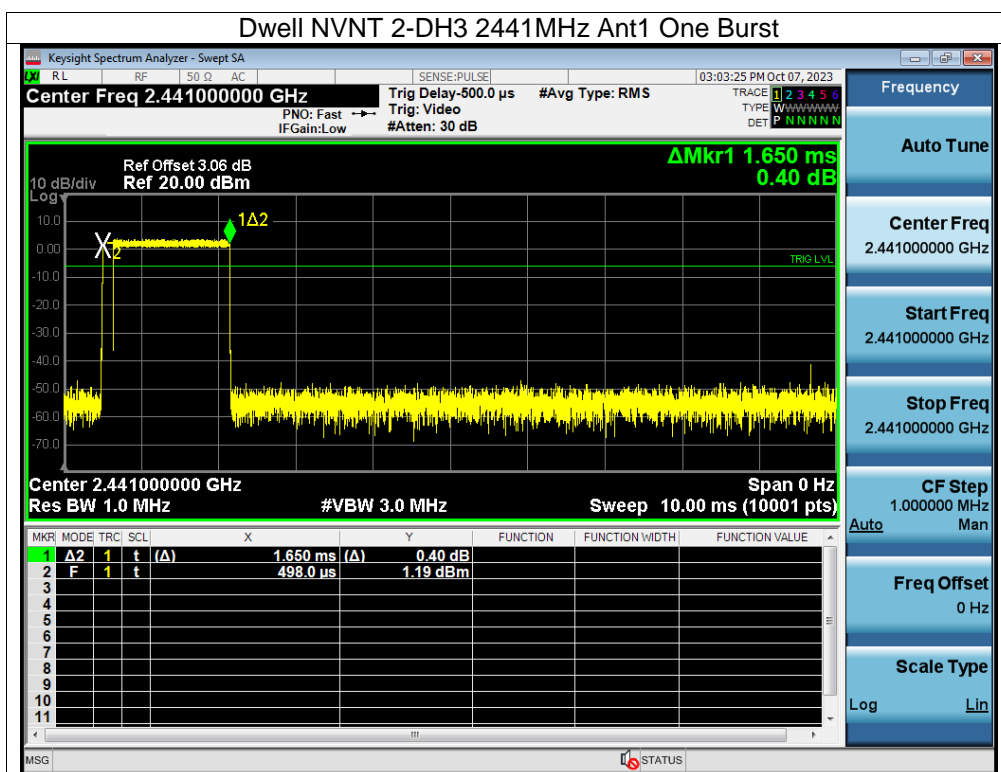 Dwell NVNT 2-DH3 2441MHz Ant1 One Burst
Keysight Spectrum Analyzer - Swept SA
LXI RL RF 50 Ω AC SENSE:PULSE 03:03:25 PM Oct 07, 2023
Center Freq 2.441000000 GHz
PNO: Fast
IFGain:Low
Trig Delay-500.0 µs
Trig: Video
#Atten: 30 dB
#Avg Type: RMS
TRACE 1 2 3 4 5 6
TYPE WWWWWWW
DET P N N N N N
Frequency
Auto Tune
Center Freq
2.441000000 GHz
Start Freq
2.441000000 GHz
Stop Freq
2.441000000 GHz
CF Step
1.000000 MHz
Auto Man
Freq Offset
0 Hz
Scale Type
Log Lin
ΔMkr1 1.650 ms
0.40 dB
Ref Offset 3.06 dB
10 dB/div Ref 20.00 dBm
Log
10.0
0.00
-10.0
-20.0
-30.0
-40.0
-50.0
-60.0
-70.0
1Δ2
2
TRIG LVL
Center 2.441000000 GHz Span 0 Hz
Res BW 1.0 MHz #VBW 3.0 MHz Sweep 10.00 ms (10001 pts)
MKR MODE TRC SCL X Y FUNCTION FUNCTION WIDTH FUNCTION VALUE
1 Δ2 1 t (Δ) 1.650 ms (Δ) 0.40 dB
2 F 1 t 498.0 µs 1.19 dBm
3
4
5
6
7
8
9
10
11
MSG STATUS